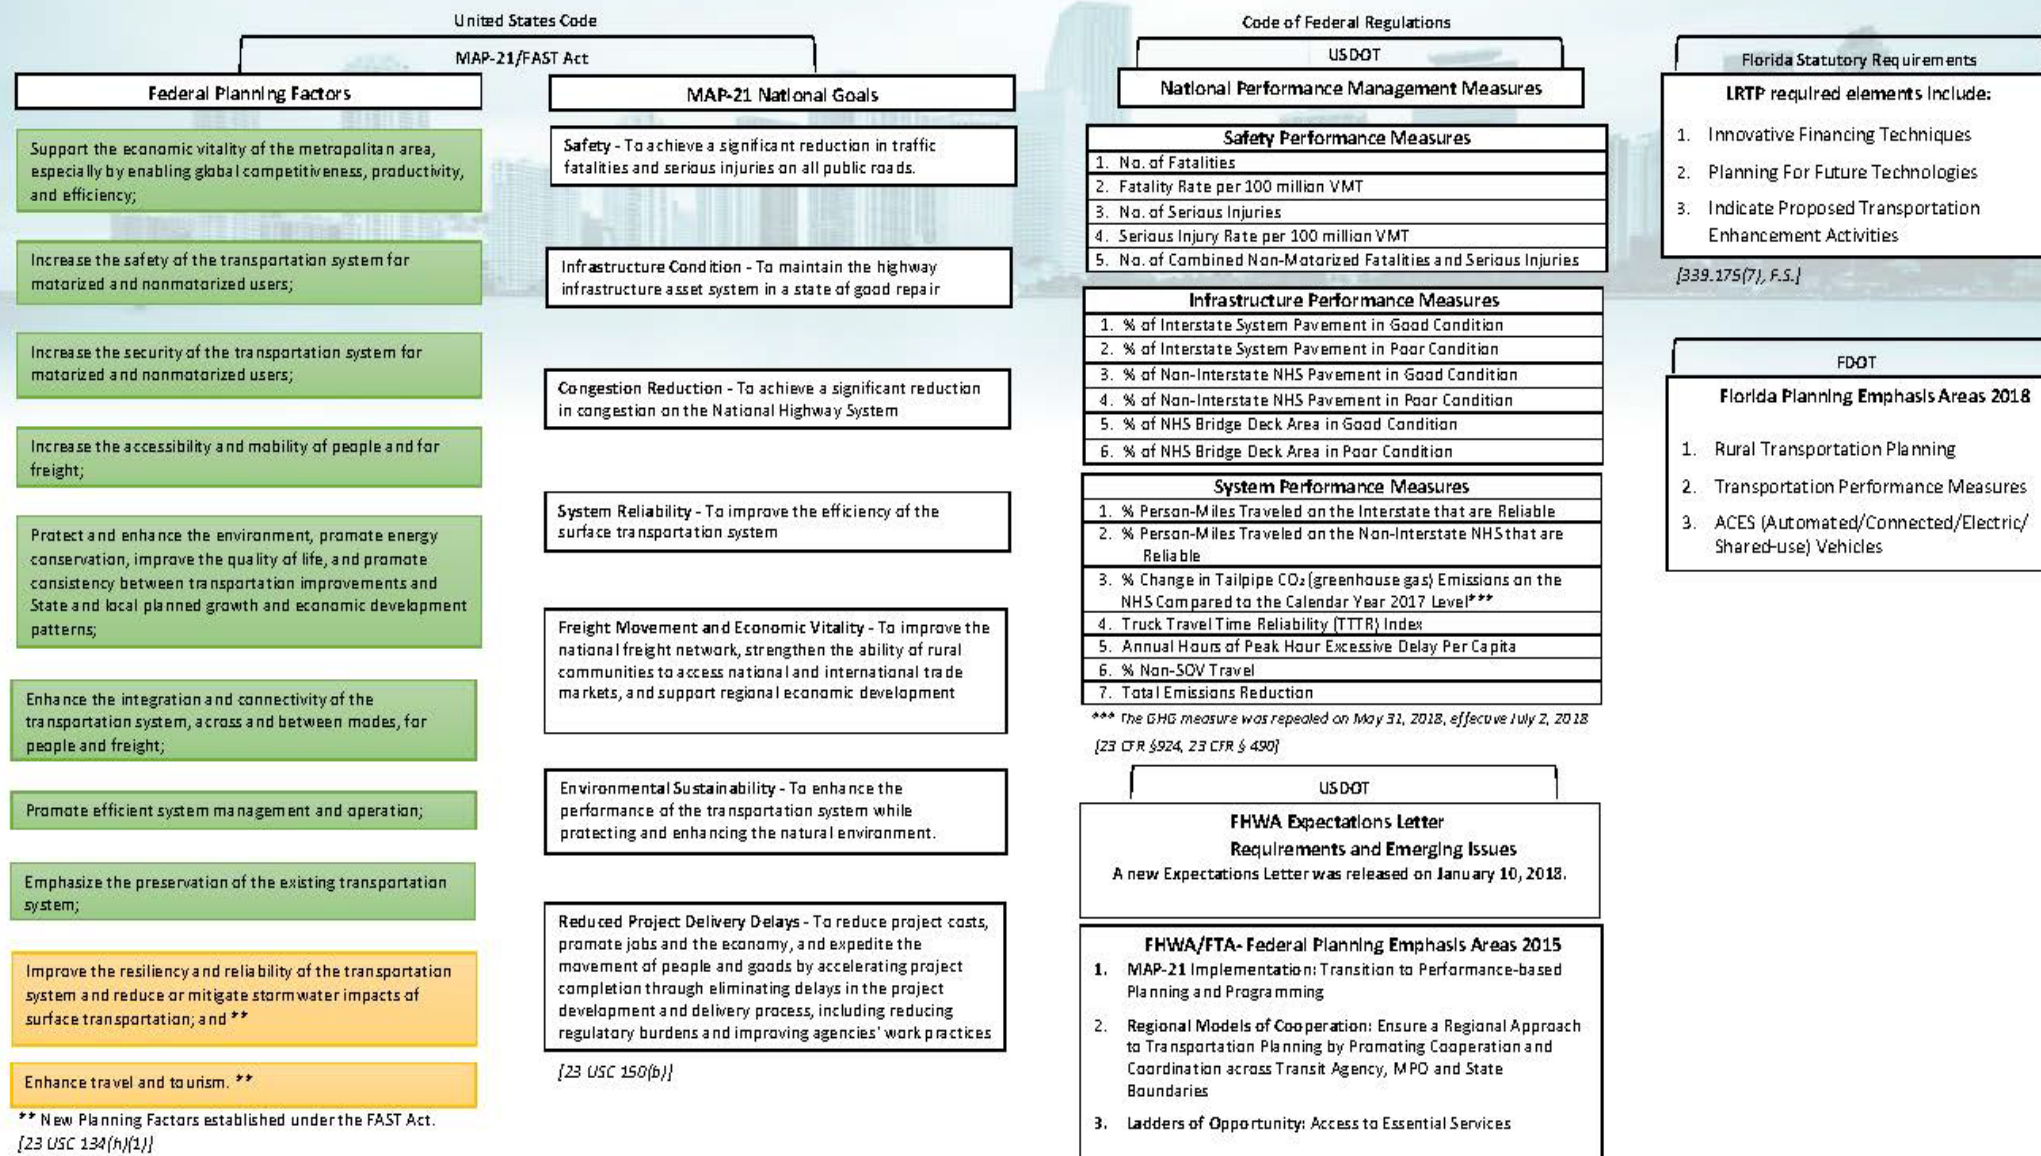 United States Code
MAP-21/FAST Act
Federal Planning Factors
Support the economic vitality of the metropolitan area,
especially by enabling global competitiveness, productivity,
and efficiency;
Increase the safety of the transportation system for
motorized and nonmotorized users;
Increase the security of the transportation system for
motorized and nonmotorized users;
Increase the accessibility and mobility of people and for
freight;
Protect and enhance the environment, promote energy
conservation, improve the quality of life, and promote
consistency between transportation improvements and
State and local planned growth and economic development
patterns;
Enhance the integration and connectivity of the
transportation system, across and between modes, for
people and freight;
Promote efficient system management and operation;
Emphasize the preservation of the existing transportation
system;
Improve the resiliency and reliability of the transportation
system and reduce or mitigate stormwater impacts of
surface transportation; and **
Enhance travel and tourism. **
** New Planning Factors established under the FAST Act.
[23 USC 134(h)(1)]
MAP-21 National Goals
Safety - To achieve a significant reduction in traffic
fatalities and serious injuries on all public roads.
Infrastructure Condition - To maintain the highway
infrastructure asset system in a state of good repair
Congestion Reduction - To achieve a significant reduction
in congestion on the National Highway System
System Reliability - To improve the efficiency of the
surface transportation system
Freight Movement and Economic Vitality - To improve the
national freight network, strengthen the ability of rural
communities to access national and international trade
markets, and support regional economic development
Environmental Sustainability - To enhance the
performance of the transportation system while
protecting and enhancing the natural environment.
Reduced Project Delivery Delays - To reduce project costs,
promote jobs and the economy, and expedite the
movement of people and goods by accelerating project
completion through eliminating delays in the project
development and delivery process, including reducing
regulatory burdens and improving agencies' work practices
[23 USC 150(b)]
Code of Federal Regulations
USDOT
National Performance Management Measures
Safety Performance Measures
1. No. of Fatalities
2. Fatality Rate per 100 million VMT
3. No. of Serious Injuries
4. Serious Injury Rate per 100 million VMT
5. No. of Combined Non-Motorized Fatalities and Serious Injuries
Infrastructure Performance Measures
1. % of Interstate System Pavement in Good Condition
2. % of Interstate System Pavement in Poor Condition
3. % of Non-Interstate NHS Pavement in Good Condition
4. % of Non-Interstate NHS Pavement in Poor Condition
5. % of NHS Bridge Deck Area in Good Condition
6. % of NHS Bridge Deck Area in Poor Condition
System Performance Measures
1. % Person-Miles Traveled on the Interstate that are Reliable
2. % Person-Miles Traveled on the Non-Interstate NHS that are
Reliable
3. % Change in Tailpipe CO₂ (greenhouse gas) Emissions on the
NHS Compared to the Calendar Year 2017 Level***
4. Truck Travel Time Reliability (TTTR) Index
5. Annual Hours of Peak Hour Excessive Delay Per Capita
6. % Non-SOV Travel
7. Total Emissions Reduction
*** The GHG measure was repealed on May 31, 2018, effective July 2, 2018
[23 CFR §924, 23 CFR § 490]
USDOT
FHWA Expectations Letter
Requirements and Emerging Issues
A new Expectations Letter was released on January 10, 2018.
FHWA/FTA- Federal Planning Emphasis Areas 2015
1. MAP-21 Implementation: Transition to Performance-based
Planning and Programming
2. Regional Models of Cooperation: Ensure a Regional Approach
to Transportation Planning by Promoting Cooperation and
Coordination across Transit Agency, MPO and State
Boundaries
3. Ladders of Opportunity: Access to Essential Services
Florida Statutory Requirements
LRTP required elements Include:
1. Innovative Financing Techniques
2. Planning For Future Technologies
3. Indicate Proposed Transportation
Enhancement Activities
[339.175(7), F.S.]
FDOT
Florida Planning Emphasis Areas 2018
1. Rural Transportation Planning
2. Transportation Performance Measures
3. ACES (Automated/Connected/Electric/
Shared-use) Vehicles